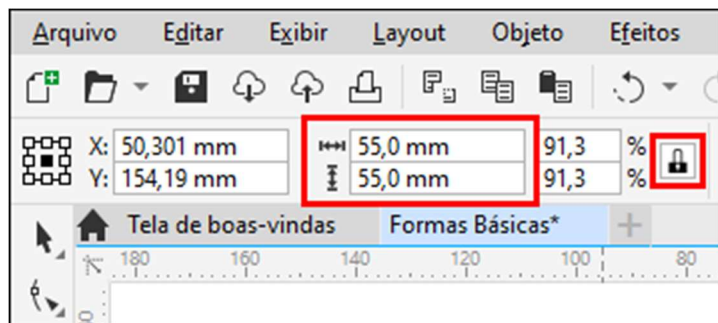 Arquivo Editar Exibir Layout Objeto Efeitos
X: 50,301 mm 55,0 mm 91,3 %
Y: 154,19 mm 55,0 mm 91,3 %
Tela de boas-vindas Formas Básicas*
180 160 140 120 100 80
0